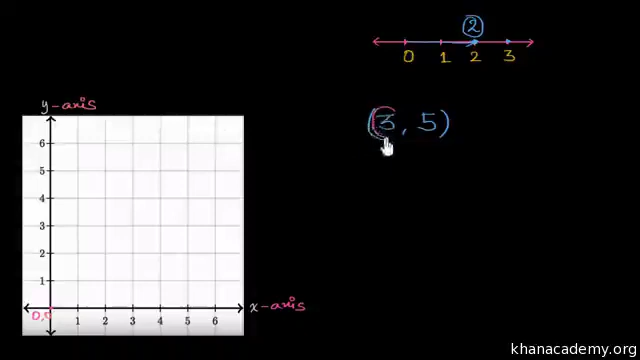 2
0 1 2 3
y-axis
(3, 5)
6
5
4
3
2
1
x-axis
0,0
1 2 3 4 5 6
khanacademy.org